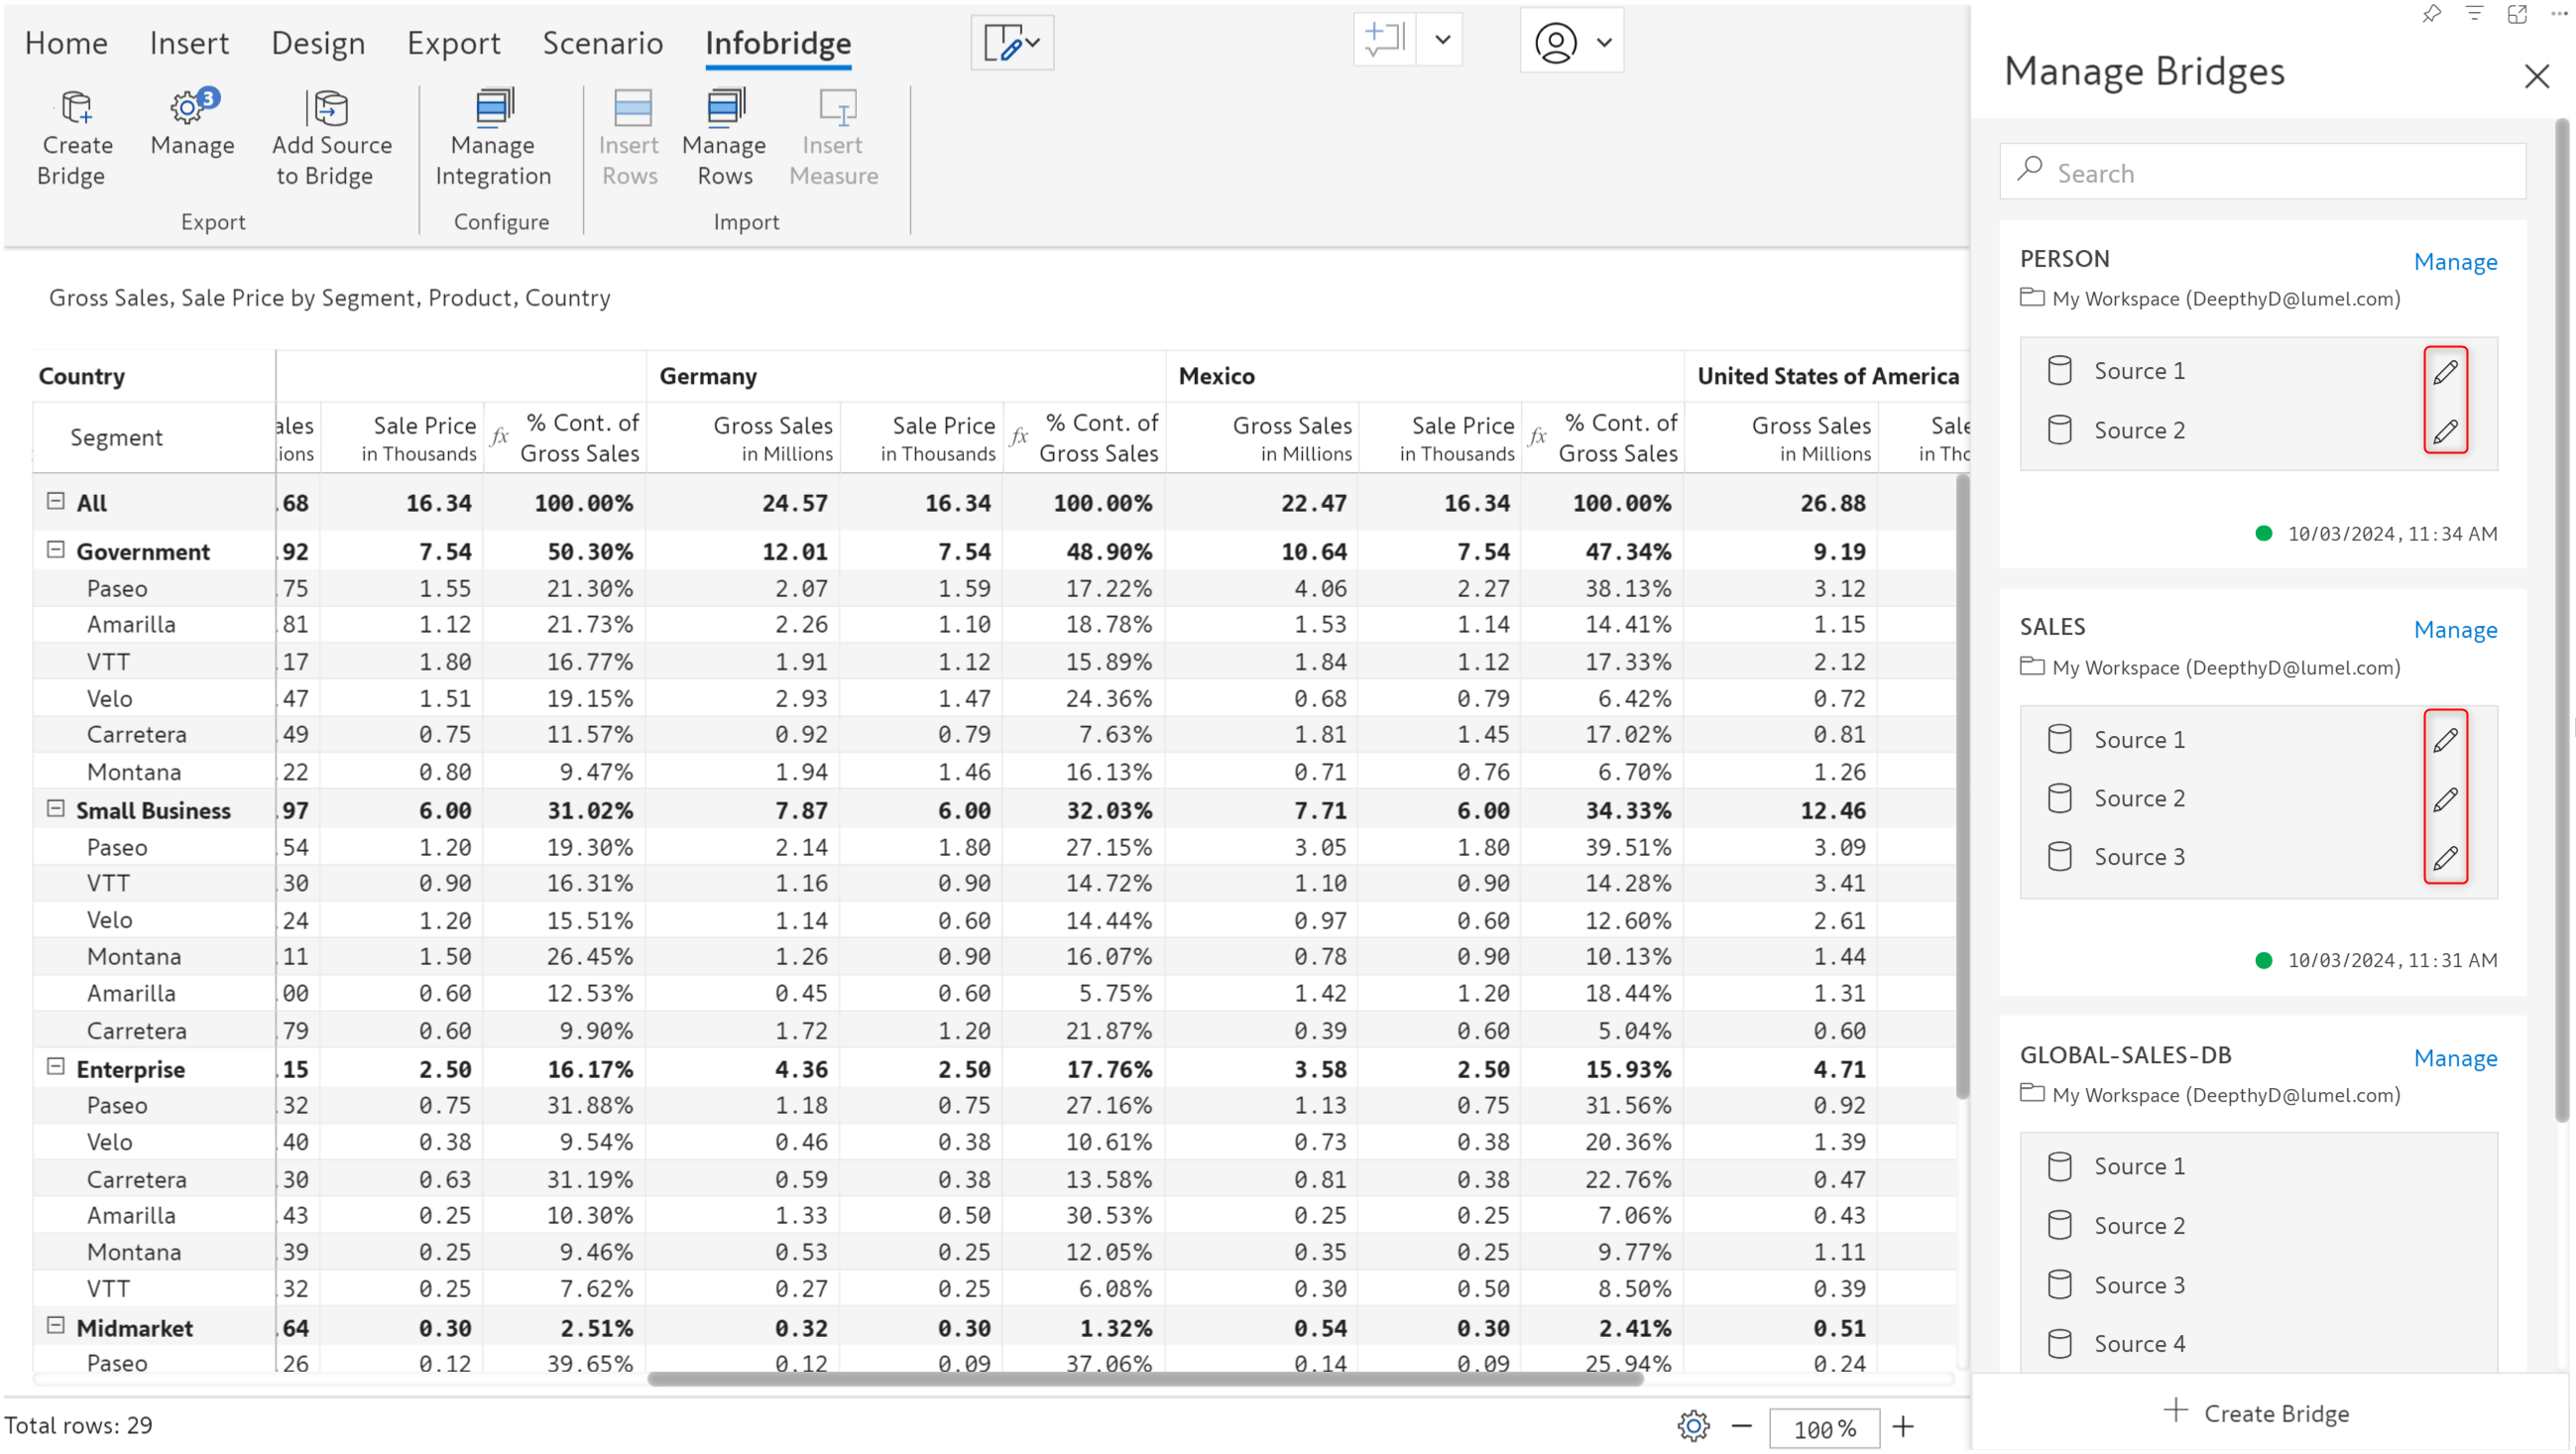 Home Insert Design Export Scenario Infobridge
3
Create Bridge
Manage
Add Source to Bridge
Manage Integration
Insert Rows
Manage Rows
Insert Measure
Export Configure Import
Gross Sales, Sale Price by Segment, Product, Country
Country Germany Mexico United States of America
Segment ales ions Sale Price in Thousands fx % Cont. of Gross Sales Gross Sales in Millions Sale Price in Thousands fx % Cont. of Gross Sales Gross Sales in Millions Sale Price in Thousands fx % Cont. of Gross Sales Gross Sales in Millions Sale in Tho
All .68 16.34 100.00% 24.57 16.34 100.00% 22.47 16.34 100.00% 26.88
Government .92 7.54 50.30% 12.01 7.54 48.90% 10.64 7.54 47.34% 9.19
Paseo .75 1.55 21.30% 2.07 1.59 17.22% 4.06 2.27 38.13% 3.12
Amarilla .81 1.12 21.73% 2.26 1.10 18.78% 1.53 1.14 14.41% 1.15
VTT .17 1.80 16.77% 1.91 1.12 15.89% 1.84 1.12 17.33% 2.12
Velo .47 1.51 19.15% 2.93 1.47 24.36% 0.68 0.79 6.42% 0.72
Carretera .49 0.75 11.57% 0.92 0.79 7.63% 1.81 1.45 17.02% 0.81
Montana .22 0.80 9.47% 1.94 1.46 16.13% 0.71 0.76 6.70% 1.26
Small Business .97 6.00 31.02% 7.87 6.00 32.03% 7.71 6.00 34.33% 12.46
Paseo .54 1.20 19.30% 2.14 1.80 27.15% 3.05 1.80 39.51% 3.09
VTT .30 0.90 16.31% 1.16 0.90 14.72% 1.10 0.90 14.28% 3.41
Velo .24 1.20 15.51% 1.14 0.60 14.44% 0.97 0.60 12.60% 2.61
Montana .11 1.50 26.45% 1.26 0.90 16.07% 0.78 0.90 10.13% 1.44
Amarilla .00 0.60 12.53% 0.45 0.60 5.75% 1.42 1.20 18.44% 1.31
Carretera .79 0.60 9.90% 1.72 1.20 21.87% 0.39 0.60 5.04% 0.60
Enterprise .15 2.50 16.17% 4.36 2.50 17.76% 3.58 2.50 15.93% 4.71
Paseo .32 0.75 31.88% 1.18 0.75 27.16% 1.13 0.75 31.56% 0.92
Velo .40 0.38 9.54% 0.46 0.38 10.61% 0.73 0.38 20.36% 1.39
Carretera .30 0.63 31.19% 0.59 0.38 13.58% 0.81 0.38 22.76% 0.47
Amarilla .43 0.25 10.30% 1.33 0.50 30.53% 0.25 0.25 7.06% 0.43
Montana .39 0.25 9.46% 0.53 0.25 12.05% 0.35 0.25 9.77% 1.11
VTT .32 0.25 7.62% 0.27 0.25 6.08% 0.30 0.50 8.50% 0.39
Midmarket .64 0.30 2.51% 0.32 0.30 1.32% 0.54 0.30 2.41% 0.51
Paseo .26 0.12 39.65% 0.12 0.09 37.06% 0.14 0.09 25.94% 0.24
Total rows: 29
100 %
Manage Bridges
Search
PERSON Manage
My Workspace (DeepthyD@lumel.com)
Source 1
Source 2
10/03/2024, 11:34 AM
SALES Manage
My Workspace (DeepthyD@lumel.com)
Source 1
Source 2
Source 3
10/03/2024, 11:31 AM
GLOBAL-SALES-DB Manage
My Workspace (DeepthyD@lumel.com)
Source 1
Source 2
Source 3
Source 4
Create Bridge